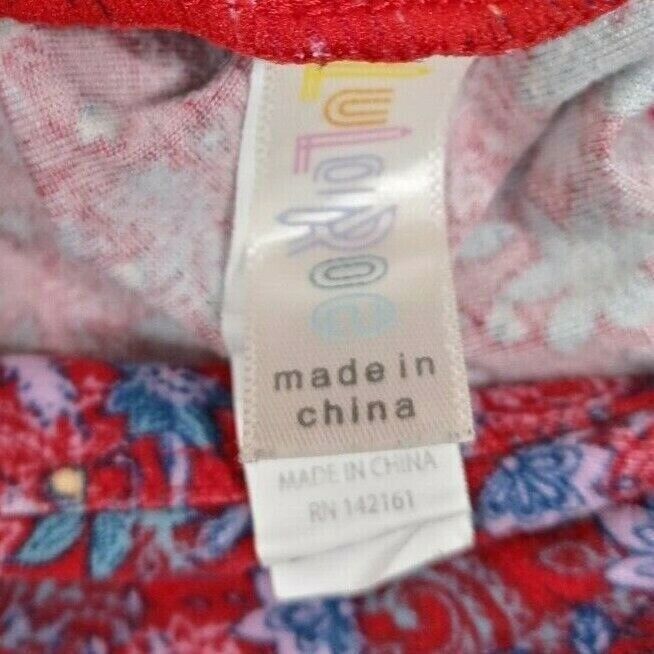 LuLaRoe
made in
china
MADE IN CHINA
RN 142161